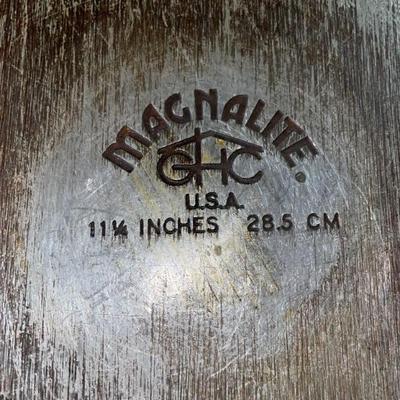 MAGNALITE®
GHC
U.S.A.
11¼ INCHES 28.5 CM